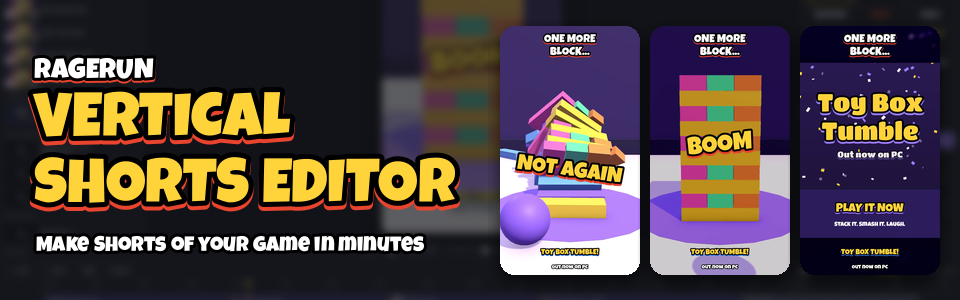 RAGERUN
VERTICAL
SHORTS EDITOR
MAKE SHORTS OF YOUR GAME IN MINUTES
ONE MORE
BLOCK...
NOT AGAIN
TOY BOX TUMBLE!
OUT NOW ON PC
ONE MORE
BLOCK...
BOOM
TOY BOX TUMBLE!
OUT NOW ON PC
ONE MORE
BLOCK...
Toy Box
Tumble
Out now on PC
PLAY IT NOW
STACK IT. SMASH IT. LAUGH.
TOY BOX TUMBLE!
OUT NOW ON PC